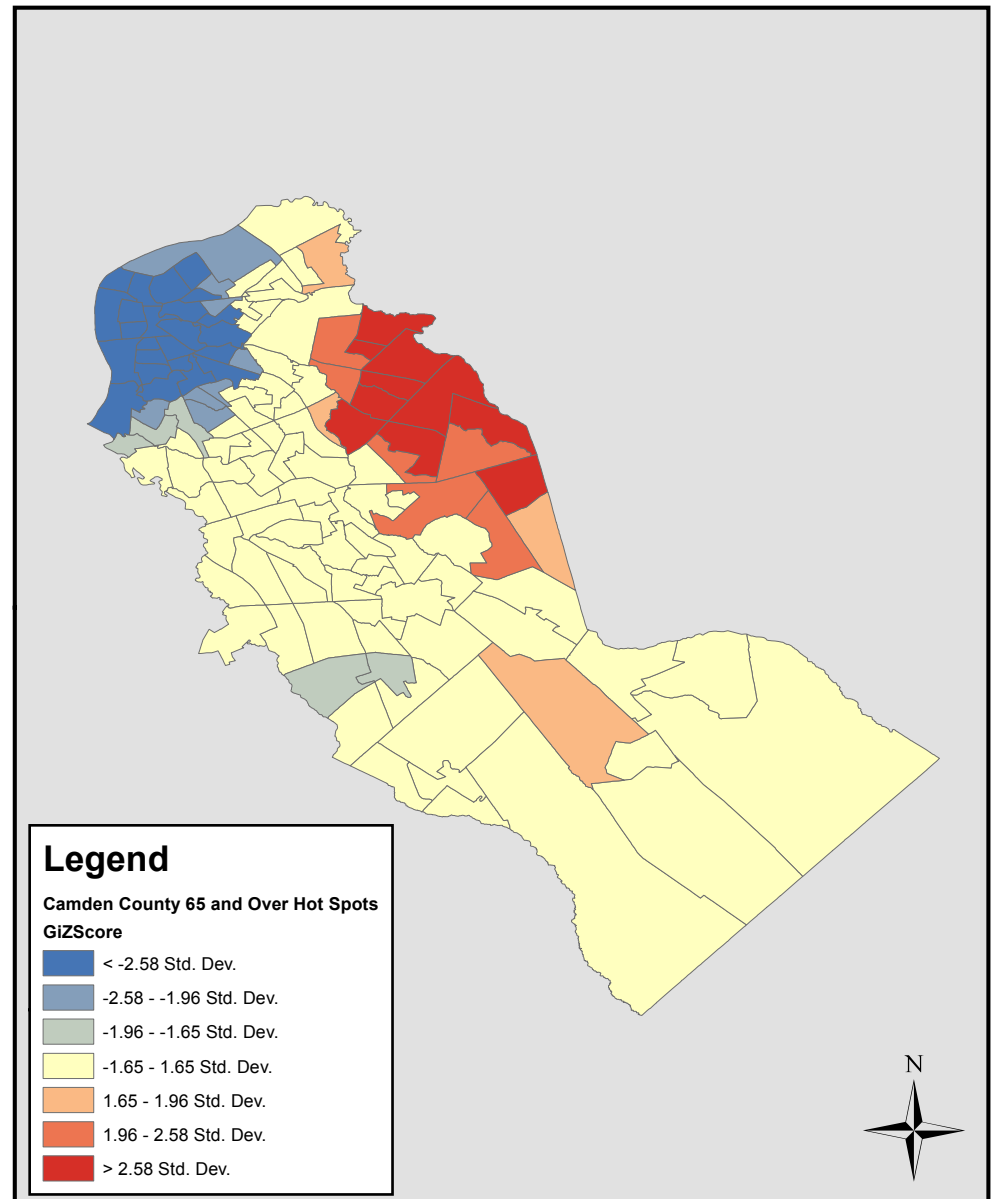 Legend
Camden County 65 and Over Hot Spots
GiZScore
< -2.58 Std. Dev.
-2.58 - -1.96 Std. Dev.
-1.96 - -1.65 Std. Dev.
-1.65 - 1.65 Std. Dev.
1.65 - 1.96 Std. Dev.
1.96 - 2.58 Std. Dev.
> 2.58 Std. Dev.
N